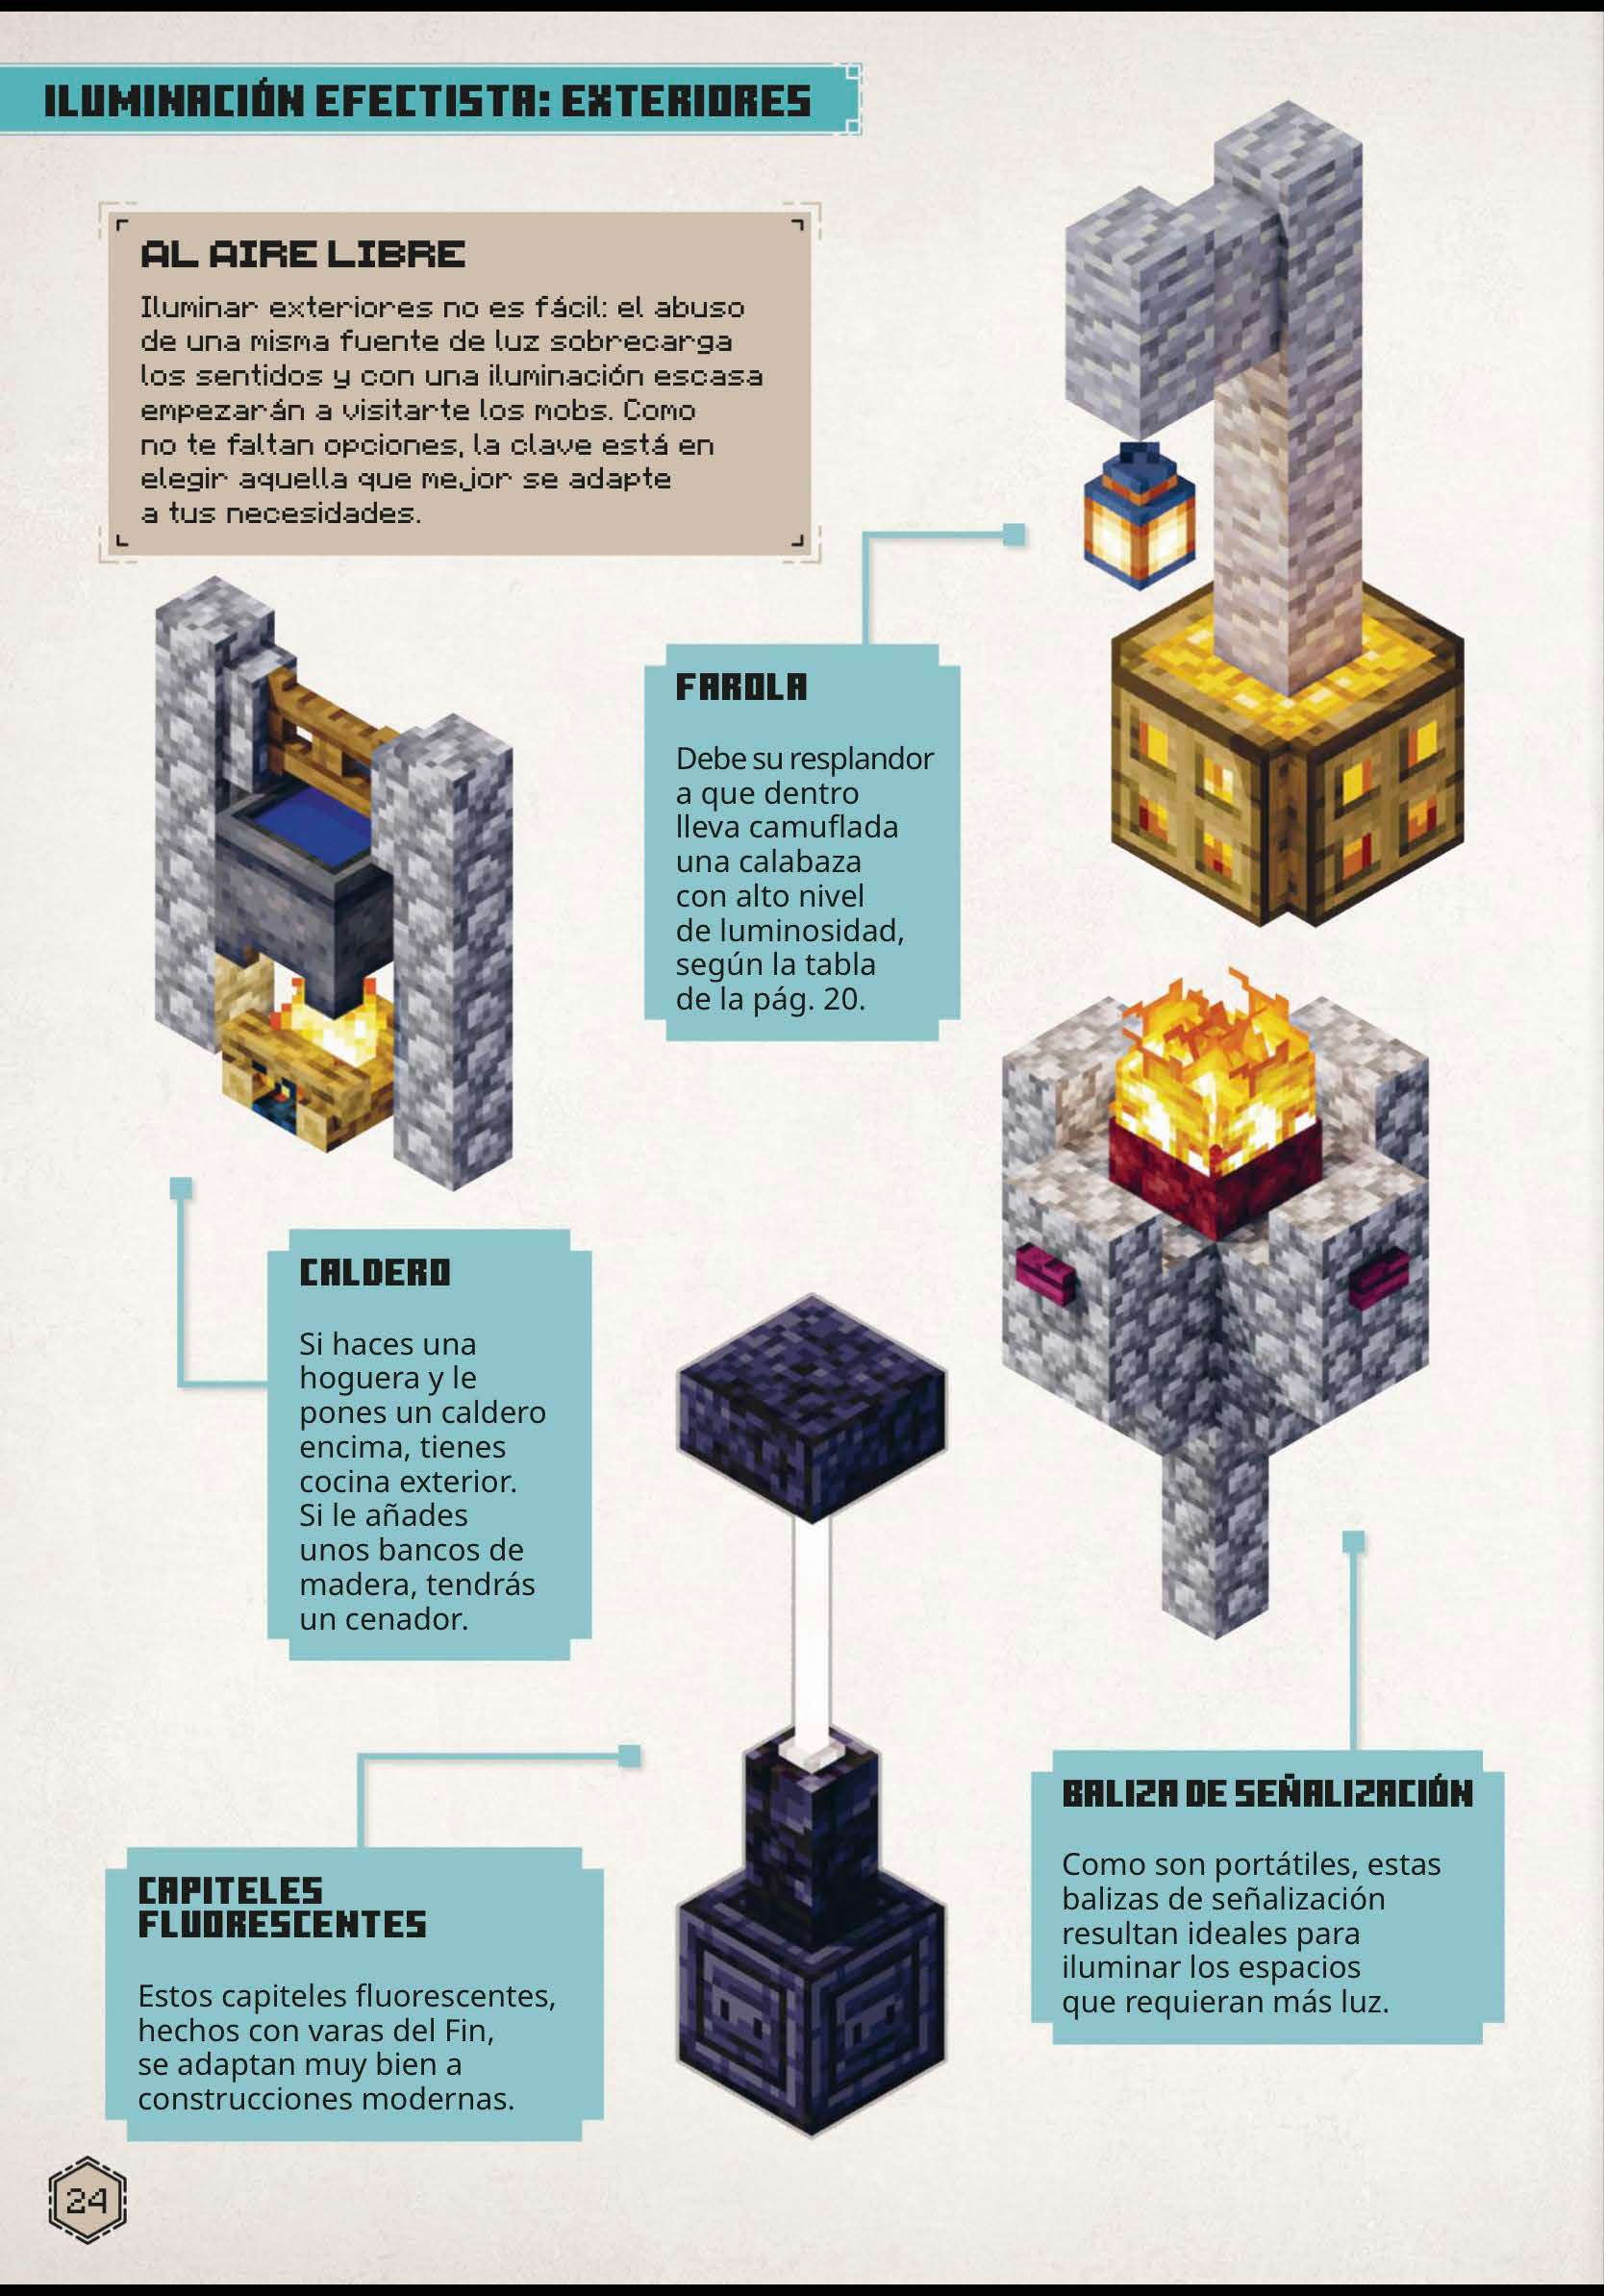 ILUMINACIÓN EFECTISTA: EXTERIORES
AL AIRE LIBRE
Iluminar exteriores no es fácil: el abuso
de una misma fuente de luz sobrecarga
los sentidos y con una iluminación escasa
empezarán a visitarte los mobs. Como
no te faltan opciones, la clave está en
elegir aquella que mejor se adapte
a tus necesidades.
FAROLA
Debe su resplandor
a que dentro
lleva camuflada
una calabaza
con alto nivel
de luminosidad,
según la tabla
de la pág. 20.
CALDERO
Si haces una
hoguera y le
pones un caldero
encima, tienes
cocina exterior.
Si le añades
unos bancos de
madera, tendrás
un cenador.
CAPITELES
FLUORESCENTES
Estos capiteles fluorescentes,
hechos con varas del Fin,
se adaptan muy bien a
construcciones modernas.
BALIZA DE SEÑALIZACIÓN
Como son portátiles, estas
balizas de señalización
resultan ideales para
iluminar los espacios
que requieran más luz.
24